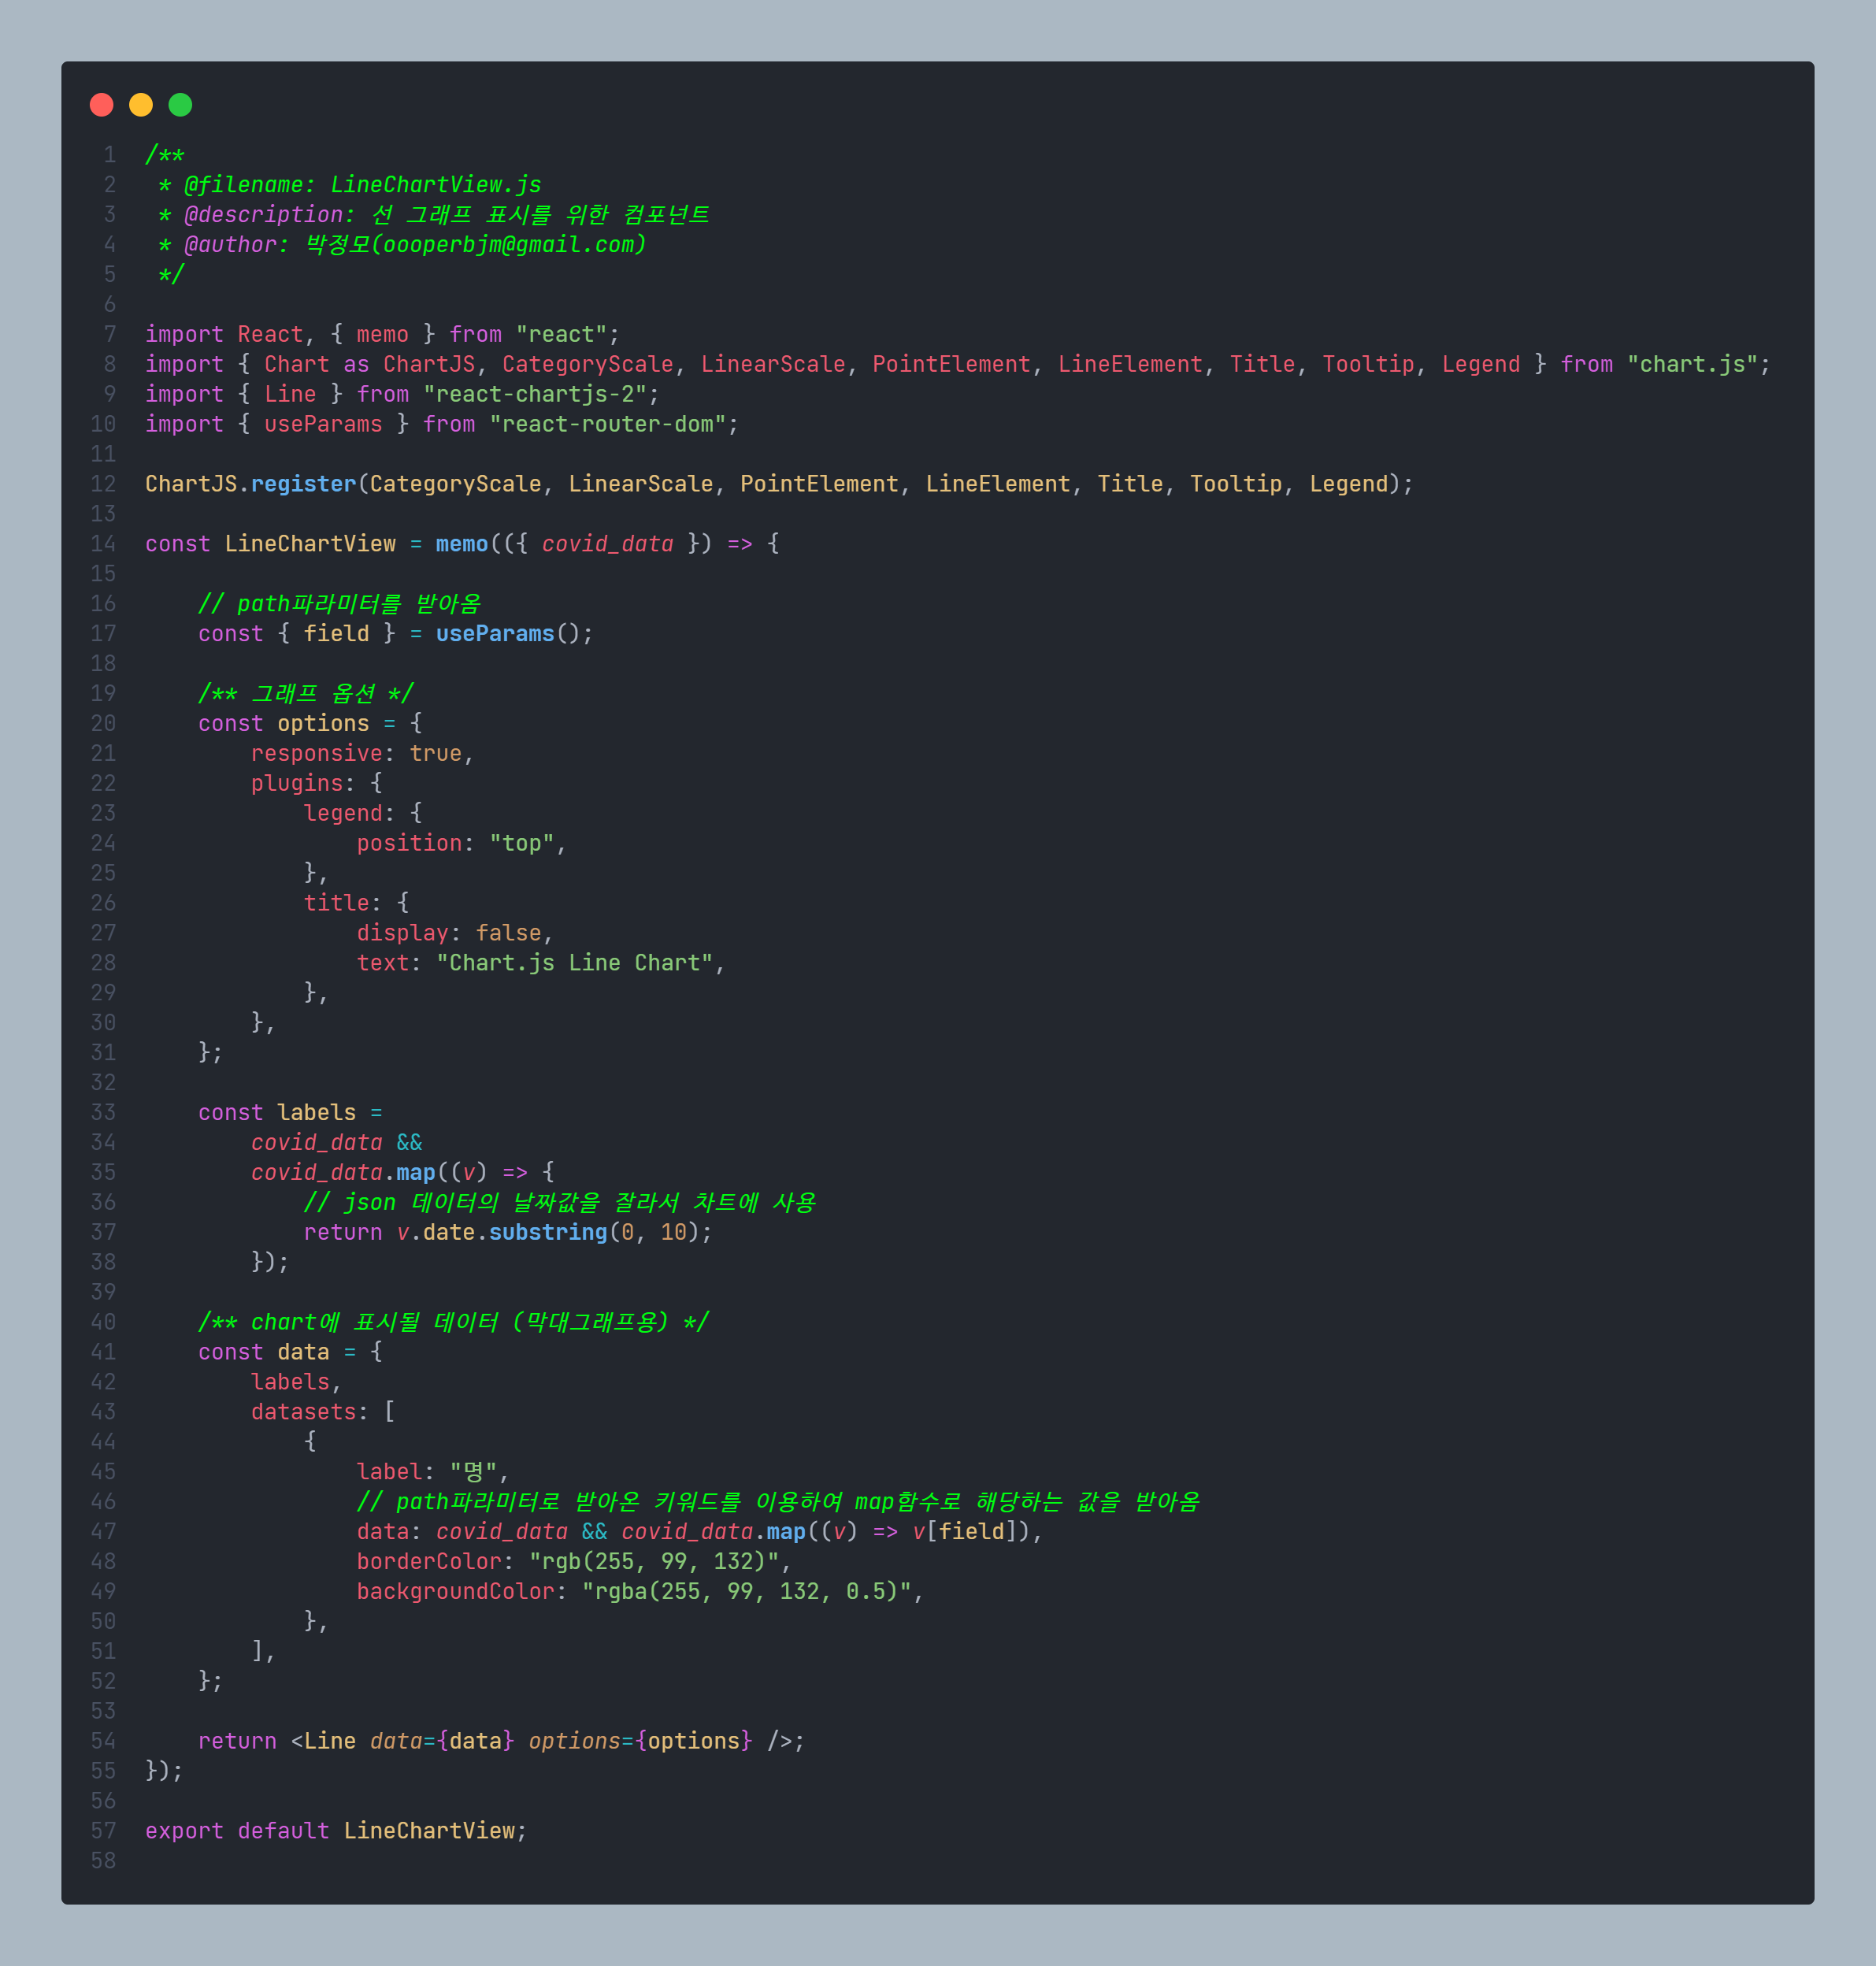 1 /**
2  * @filename: LineChartView.js
3  * @description: 선 그래프 표시를 위한 컴포넌트
4  * @author: 박정모(oooperbjm@gmail.com)
5  */
6
7 import React, { memo } from "react";
8 import { Chart as ChartJS, CategoryScale, LinearScale, PointElement, LineElement, Title, Tooltip, Legend } from "chart.js";
9 import { Line } from "react-chartjs-2";
10 import { useParams } from "react-router-dom";
11
12 ChartJS.register(CategoryScale, LinearScale, PointElement, LineElement, Title, Tooltip, Legend);
13
14 const LineChartView = memo(({ covid_data }) => {
15
16     // path파라미터를 받아옴
17     const { field } = useParams();
18
19     /** 그래프 옵션 */
20     const options = {
21         responsive: true,
22         plugins: {
23             legend: {
24                 position: "top",
25             },
26             title: {
27                 display: false,
28                 text: "Chart.js Line Chart",
29             },
30         },
31     };
32
33     const labels =
34         covid_data &&
35         covid_data.map((v) => {
36             // json 데이터의 날짜값을 잘라서 차트에 사용
37             return v.date.substring(0, 10);
38         });
39
40     /** chart에 표시될 데이터 (막대그래프용) */
41     const data = {
42         labels,
43         datasets: [
44             {
45                 label: "명",
46                 // path파라미터로 받아온 키워드를 이용하여 map함수로 해당하는 값을 받아옴
47                 data: covid_data && covid_data.map((v) => v[field]),
48                 borderColor: "rgb(255, 99, 132)",
49                 backgroundColor: "rgba(255, 99, 132, 0.5)",
50             },
51         ],
52     };
53
54     return <Line data={data} options={options} />;
55 });
56
57 export default LineChartView;
58